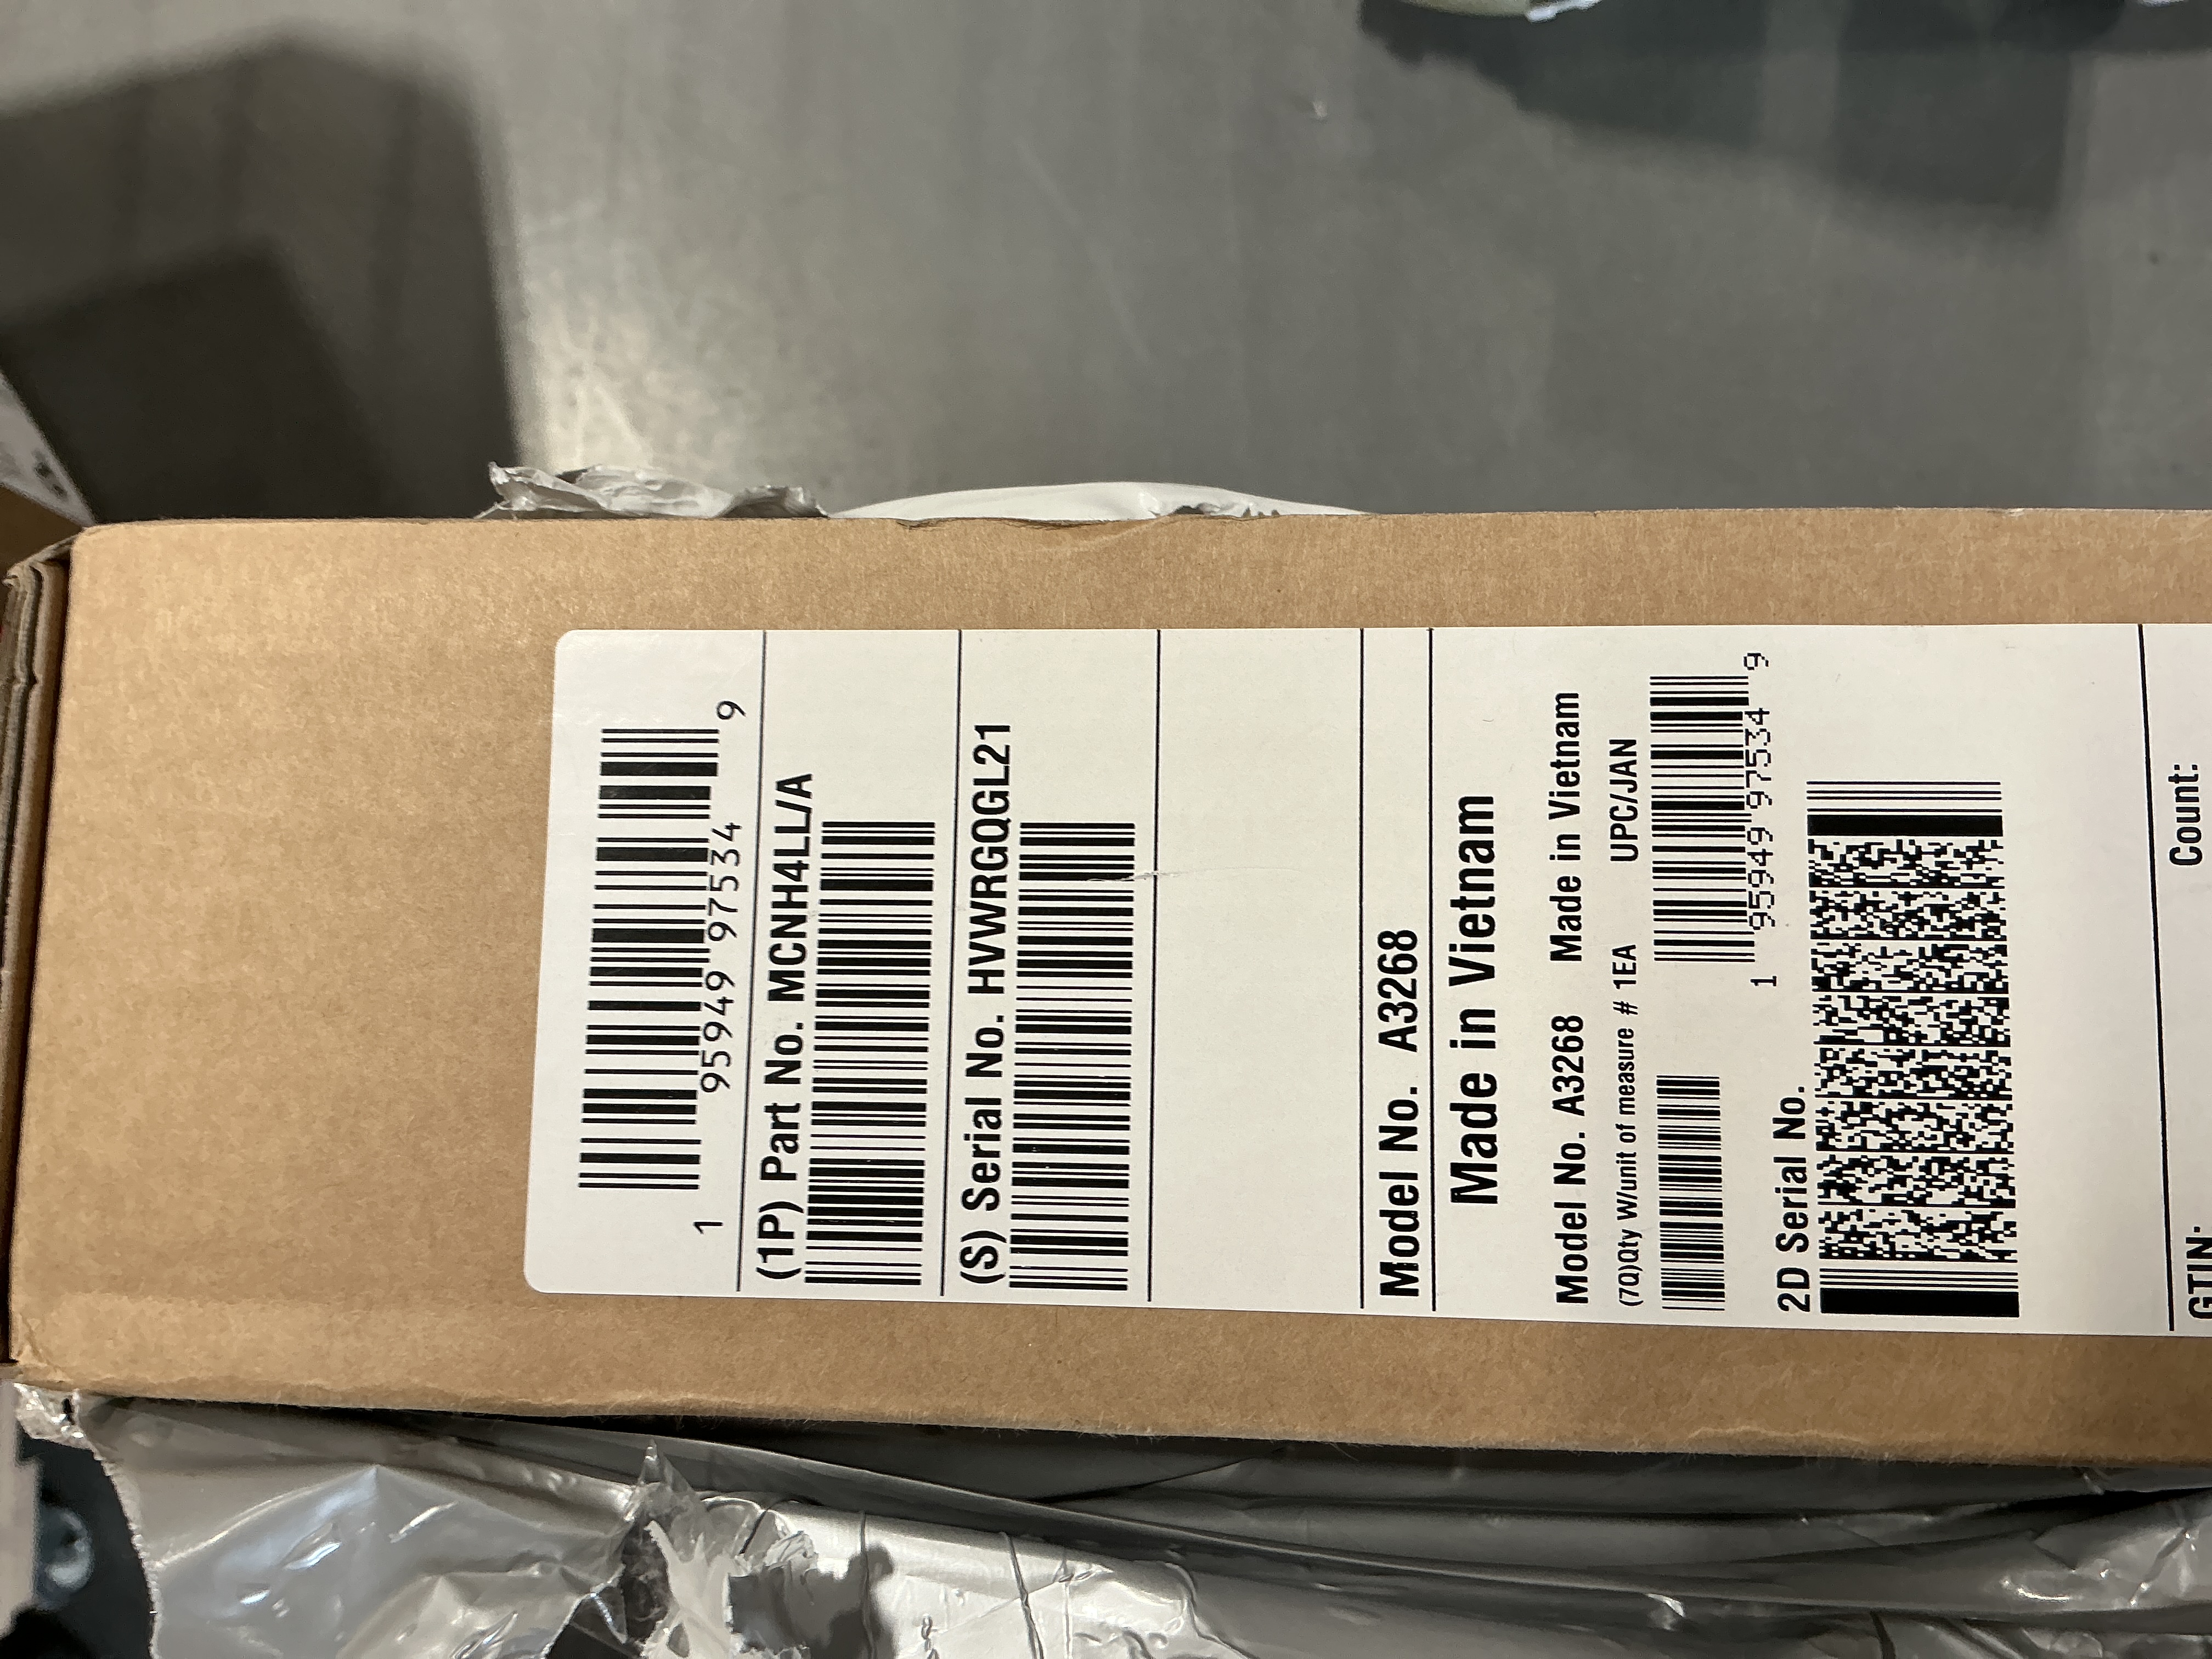 1 95949 97534 9
(1P) Part No. MCNH4LL/A
(S) Serial No. HVWRGQGL21
Model No. A3268
Made in Vietnam
Model No. A3268 Made in Vietnam
(7Q)Qty W/unit of measure # 1EA UPC/JAN
1 95949 97534 9
2D Serial No.
GTIN: Count: